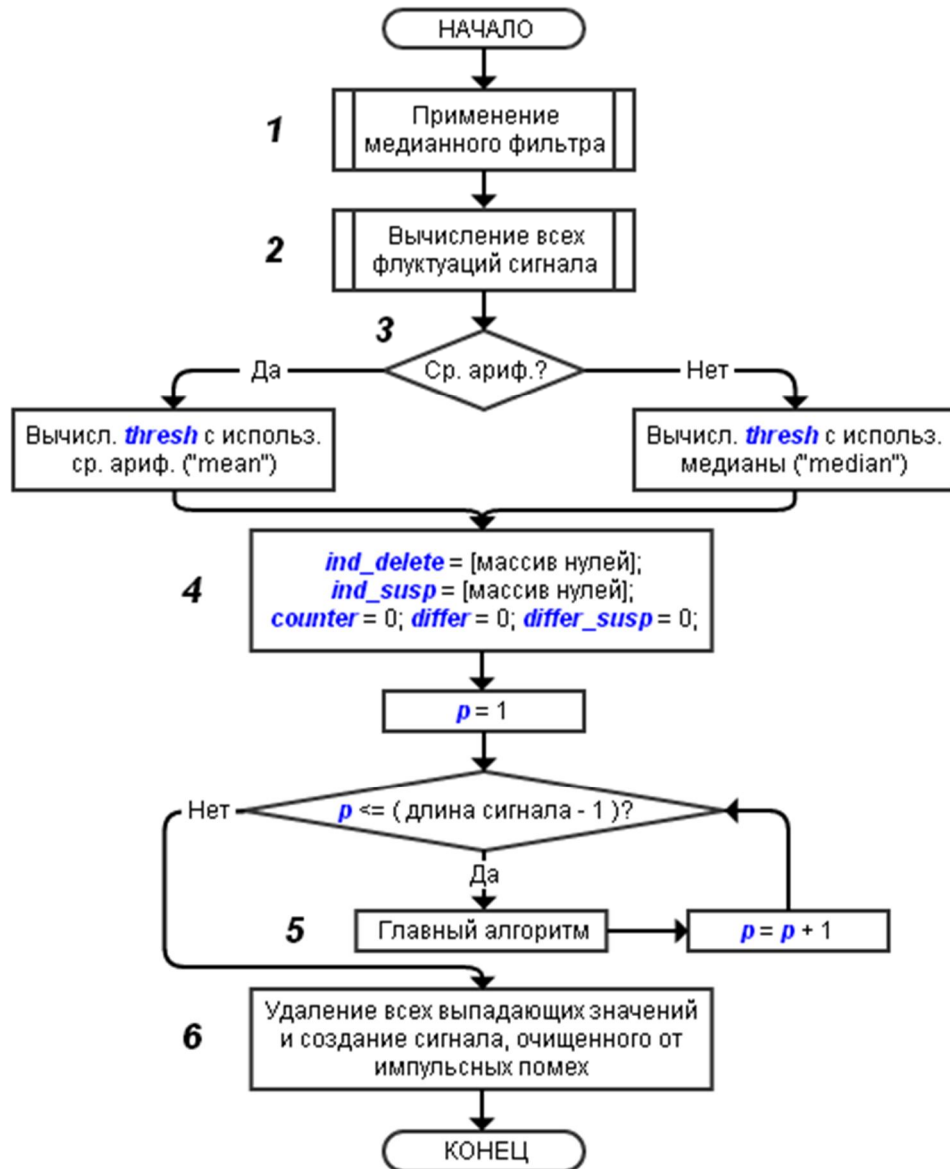 НАЧАЛО
1
Применение
медианного фильтра
2
Вычисление всех
флуктуаций сигнала
3
Ср. ариф.?
Да
Нет
Вычисл. thresh с использ.
ср. ариф. ("mean")
Вычисл. thresh с использ.
медианы ("median")
4
ind_delete = [массив нулей];
ind_susp = [массив нулей];
counter = 0; differ = 0; differ_susp = 0;
p = 1
Нет
p <= ( длина сигнала - 1 )?
Да
5
Главный алгоритм
p = p + 1
6
Удаление всех выпадающих значений
и создание сигнала, очищенного от
импульсных помех
КОНЕЦ